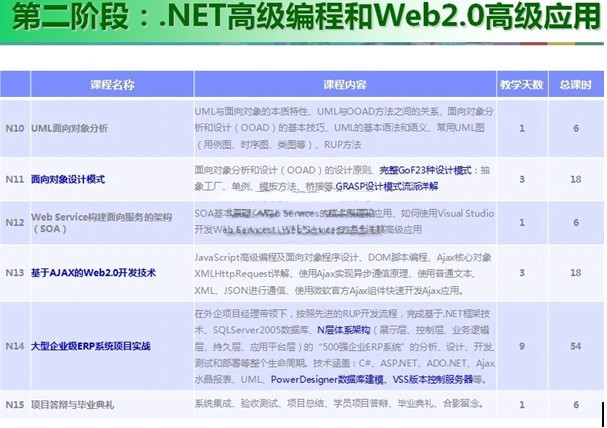 第二阶段：.NET高级编程和Web2.0高级应用
课程名称 课程内容 教学天数 总课时
UML与面向对象的本质特性、UML与OOAD方法之间的关系、面向对象分
N10 UML面向对象分析 析和设计（OOAD）的基本技巧、UML的基本语法和语义、常用UML图 1 6
（用例图、时序图、类图等）、RUP方法
N11 面向对象设计模式 面向对象分析和设计（OOAD）的设计原则、完整GoF23种设计模式：抽 3 18
象工厂、单例、模板方法、桥接等,GRASP设计模式流派详解
N12 Web Service构建面向服务的架构 SOA基本原理、Web Services的技术原理和应用、如何使用Visual Studio 1 6
（SOA） 开发Web Services、Web Services的安全性等高级应用
JavaScript高级编程及面向对象程序设计、DOM脚本编程、Ajax核心对象
N13 基于AJAX的Web2.0开发技术 XMLHttpRequest详解、使用Ajax实现异步通信原理、使用普通文本、 3 18
XML、JSON进行通信、使用微软官方Ajax组件快速开发Ajax应用。
在外企项目经理带领下，按照先进的RUP开发流程，完成基于.NET框架技
术、SQLServer2005数据库、N层体系架构（展示层、控制层、业务逻辑
N14 大型企业级ERP系统项目实战 层、持久层、应用平台层）的“500强企业ERP系统”的分析、设计、开发、 9 54
测试和部署等整个生命周期。技术涵盖：C#、ASP.NET、ADO.NET、Ajax、
水晶报表、UML、PowerDesigner数据库建模、VSS版本控制服务器等。
N15 项目答辩与毕业典礼 系统集成、验收测试、项目总结、学员项目答辩、毕业典礼、合影留念。 1 6